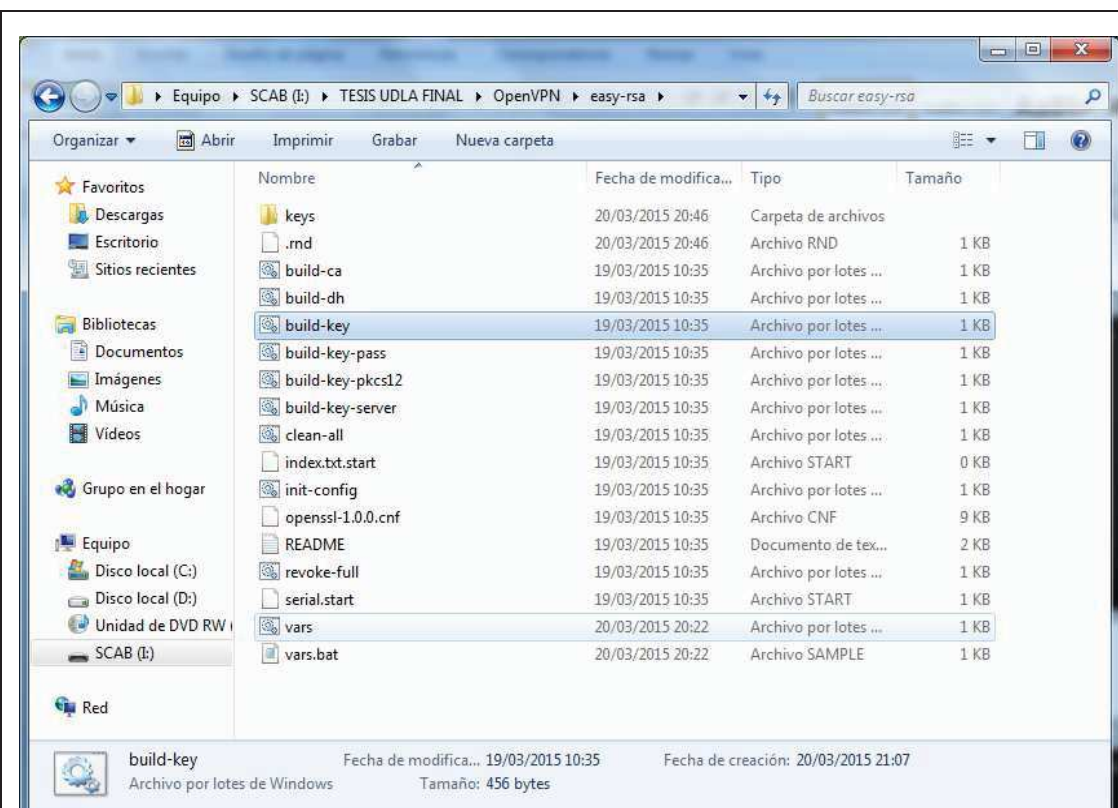 Equipo ▸ SCAB (I:) ▸ TESIS UDLA FINAL ▸ OpenVPN ▸ easy-rsa ▸ Buscar easy-rsa
Organizar Abrir Imprimir Grabar Nueva carpeta
Favoritos
Descargas
Escritorio
Sitios recientes
Bibliotecas
Documentos
Imágenes
Música
Vídeos
Grupo en el hogar
Equipo
Disco local (C:)
Disco local (D:)
Unidad de DVD RW (
SCAB (I:)
Red
Nombre Fecha de modifica... Tipo Tamaño
keys 20/03/2015 20:46 Carpeta de archivos
.rnd 20/03/2015 20:46 Archivo RND 1 KB
build-ca 19/03/2015 10:35 Archivo por lotes ... 1 KB
build-dh 19/03/2015 10:35 Archivo por lotes ... 1 KB
build-key 19/03/2015 10:35 Archivo por lotes ... 1 KB
build-key-pass 19/03/2015 10:35 Archivo por lotes ... 1 KB
build-key-pkcs12 19/03/2015 10:35 Archivo por lotes ... 1 KB
build-key-server 19/03/2015 10:35 Archivo por lotes ... 1 KB
clean-all 19/03/2015 10:35 Archivo por lotes ... 1 KB
index.txt.start 19/03/2015 10:35 Archivo START 0 KB
init-config 19/03/2015 10:35 Archivo por lotes ... 1 KB
openssl-1.0.0.cnf 19/03/2015 10:35 Archivo CNF 9 KB
README 19/03/2015 10:35 Documento de tex... 2 KB
revoke-full 19/03/2015 10:35 Archivo por lotes ... 1 KB
serial.start 19/03/2015 10:35 Archivo START 1 KB
vars 20/03/2015 20:22 Archivo por lotes ... 1 KB
vars.bat 20/03/2015 20:22 Archivo SAMPLE 1 KB
build-key Fecha de modifica... 19/03/2015 10:35 Fecha de creación: 20/03/2015 21:07
Archivo por lotes de Windows Tamaño: 456 bytes